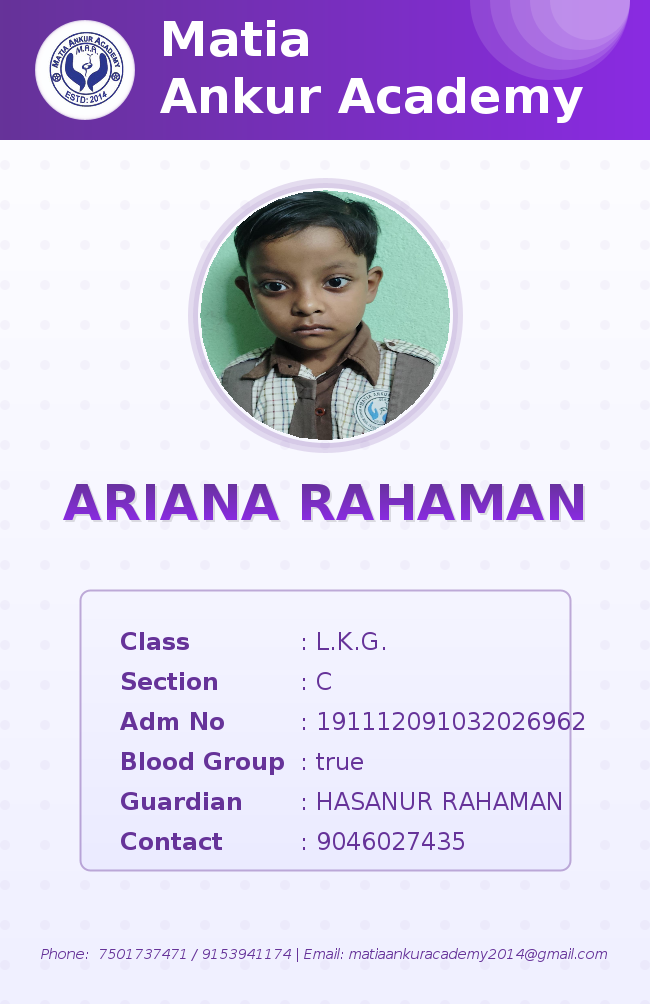 Matia
Ankur Academy
MATIA ANKUR ACADEMY
M.A.A
ESTD: 2014
ARIANA RAHAMAN
Class : L.K.G.
Section : C
Adm No : 191112091032026962
Blood Group : true
Guardian : HASANUR RAHAMAN
Contact : 9046027435
Phone: 7501737471 / 9153941174 | Email: matiaankuracademy2014@gmail.com